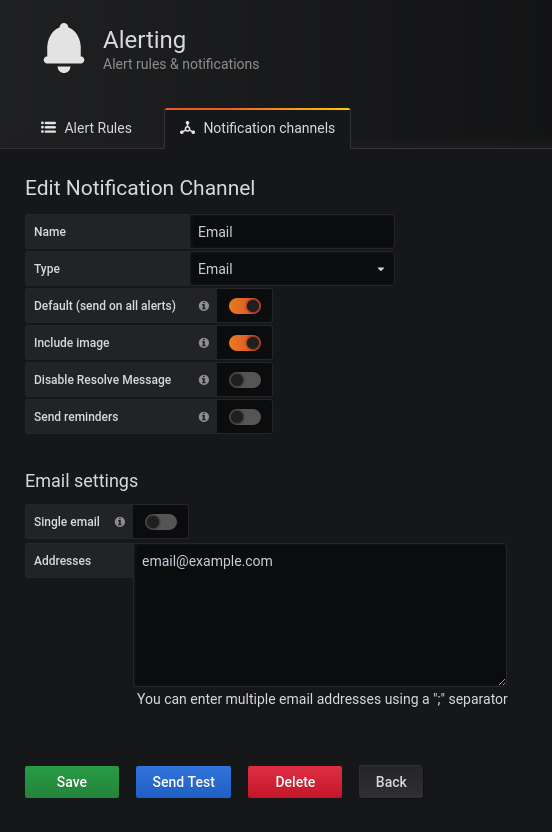 Alerting
Alert rules & notifications
Alert Rules
Notification channels
Edit Notification Channel
Name
Email
Type
Email
Default (send on all alerts)
Include image
Disable Resolve Message
Send reminders
Email settings
Single email
Addresses
email@example.com
You can enter multiple email addresses using a ";" separator
Save
Send Test
Delete
Back